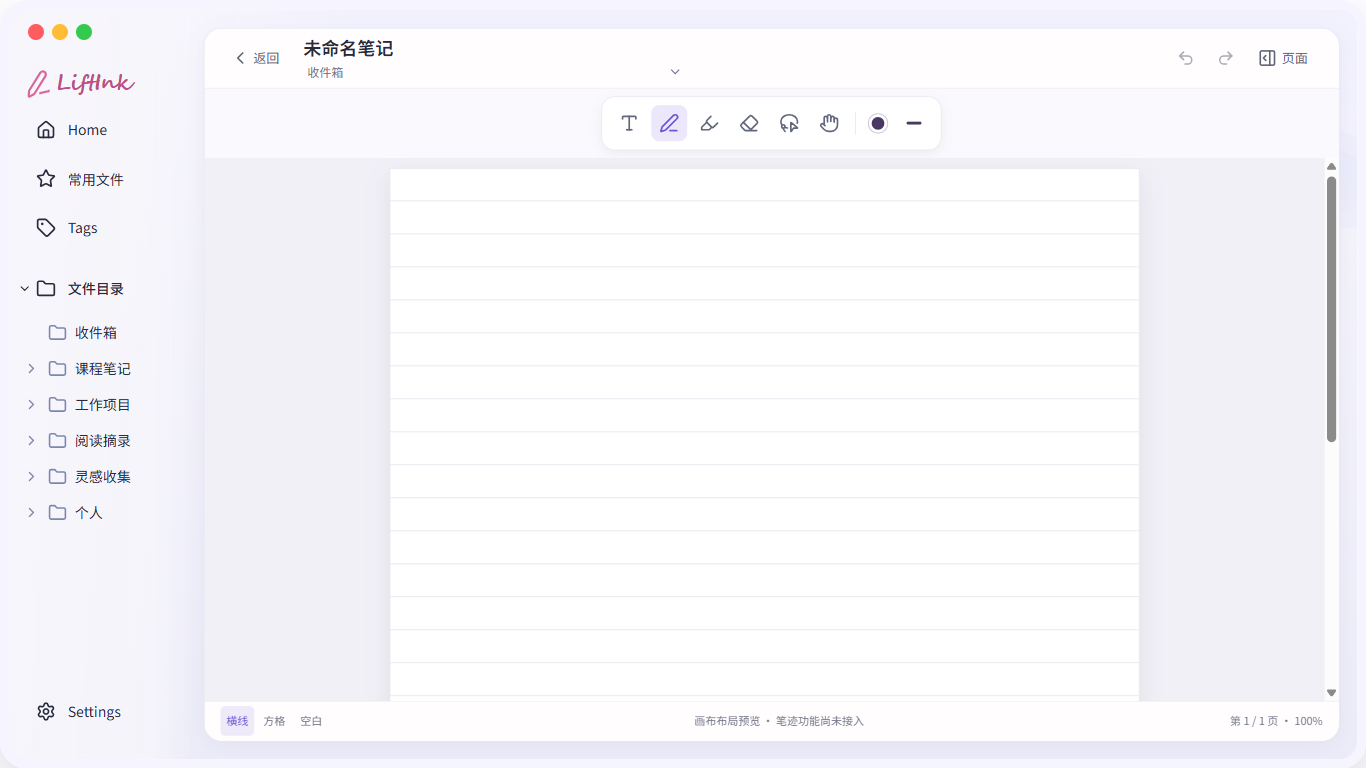 LiftInk
Home
常用文件
Tags
文件目录
收件箱
课程笔记
工作项目
阅读摘录
灵感收集
个人
Settings
返回
未命名笔记
收件箱
页面
横线 方格 空白
画布布局预览 · 笔迹功能尚未接入
第 1 / 1 页 · 100%